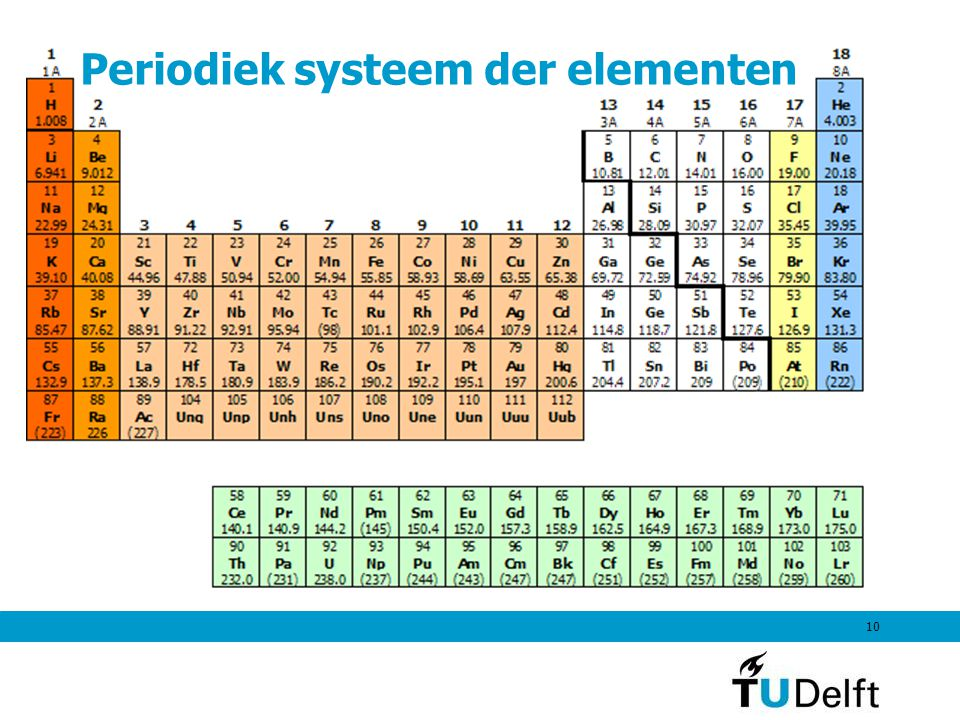 Periodiek systeem der elementen
1 18
1A 8A
1 2
H 2 13 14 15 16 17 He
1.008 2A 3A 4A 5A 6A 7A 4.003
3 4 5 6 7 8 9 10
Li Be B C N O F Ne
6.941 9.012 10.81 12.01 14.01 16.00 19.00 20.18
11 12 13 14 15 16 17 18
Na Mg Al Si P S Cl Ar
22.99 24.31 3 4 5 6 7 8 9 10 11 12 26.98 28.09 30.97 32.07 35.45 39.95
19 20 21 22 23 24 25 26 27 28 29 30 31 32 33 34 35 36
K Ca Sc Ti V Cr Mn Fe Co Ni Cu Zn Ga Ge As Se Br Kr
39.10 40.08 44.96 47.88 50.94 52.00 54.94 55.85 58.93 58.69 63.55 65.38 69.72 72.59 74.92 78.96 79.90 83.80
37 38 39 40 41 42 43 44 45 46 47 48 49 50 51 52 53 54
Rb Sr Y Zr Nb Mo Tc Ru Rh Pd Ag Cd In Ge Sb Te I Xe
85.47 87.62 88.91 91.22 92.91 95.94 (98) 101.1 102.9 106.4 107.9 112.4 114.8 118.7 121.8 127.6 126.9 131.3
55 56 57 72 73 74 75 76 77 78 79 80 81 82 83 84 85 86
Cs Ba La Hf Ta W Re Os Ir Pt Au Hg Tl Sn Bi Po At Rn
132.9 137.3 138.9 178.5 180.9 183.9 186.2 190.2 192.2 195.1 197 200.6 204.4 207.2 209 (209) (210) (222)
87 88 89 104 105 106 107 108 109 110 111 112
Fr Ra Ac Unq Unp Unh Uns Uno Une Uun Uuu Uub
(223) 226 (227)
58 59 60 61 62 63 64 65 66 67 68 69 70 71
Ce Pr Nd Pm Sm Eu Gd Tb Dy Ho Er Tm Yb Lu
140.1 140.9 144.2 (145) 150.4 152.0 157.3 158.9 162.5 164.9 167.3 168.9 173.0 175.0
90 91 92 93 94 95 96 97 98 99 100 101 102 103
Th Pa U Np Pu Am Cm Bk Cf Es Fm Md No Lr
232.0 (231) 238.0 (237) (244) (243) (247) (247) (251) (252) (257) (258) (259) (260)
10
TU Delft